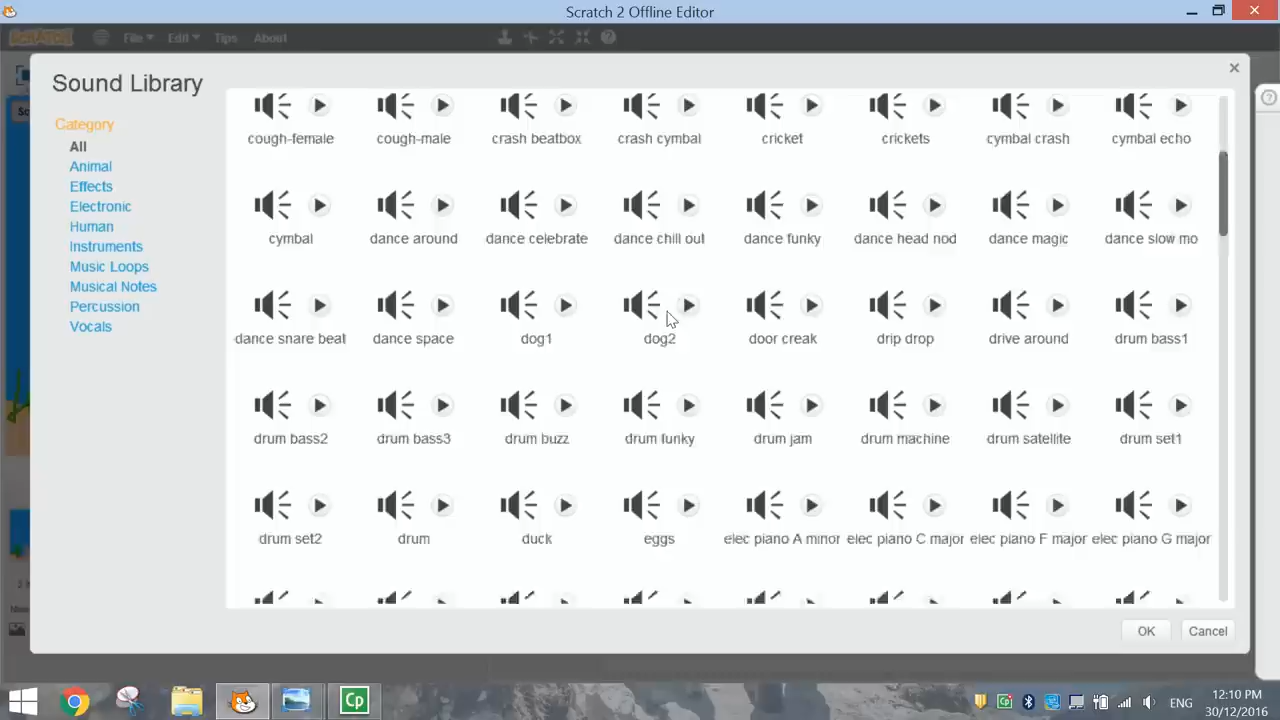 Scratch 2 Offline Editor
SCRATCH File Edit Tips About
Sound Library
Category
All
Animal
Effects
Electronic
Human
Instruments
Music Loops
Musical Notes
Percussion
Vocals
cough-female cough-male crash beatbox crash cymbal cricket crickets cymbal crash cymbal echo
cymbal dance around dance celebrate dance chill out dance funky dance head nod dance magic dance slow mo
dance snare beat dance space dog1 dog2 door creak drip drop drive around drum bass1
drum bass2 drum bass3 drum buzz drum funky drum jam drum machine drum satellite drum set1
drum set2 drum duck eggs elec piano A minor elec piano C major elec piano F major elec piano G major
OK Cancel
Cp
ENG
12:10 PM
30/12/2016